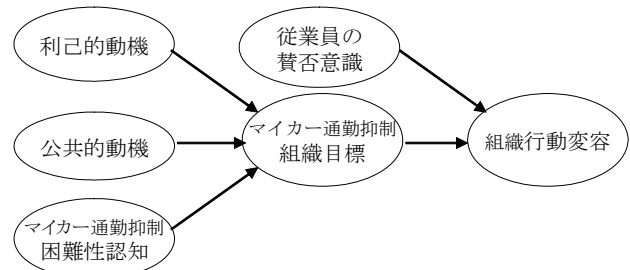 利己的動機
従業員の
賛否意識
公共的動機
マイカー通勤抑制
組織目標
組織行動変容
マイカー通勤抑制
困難性認知